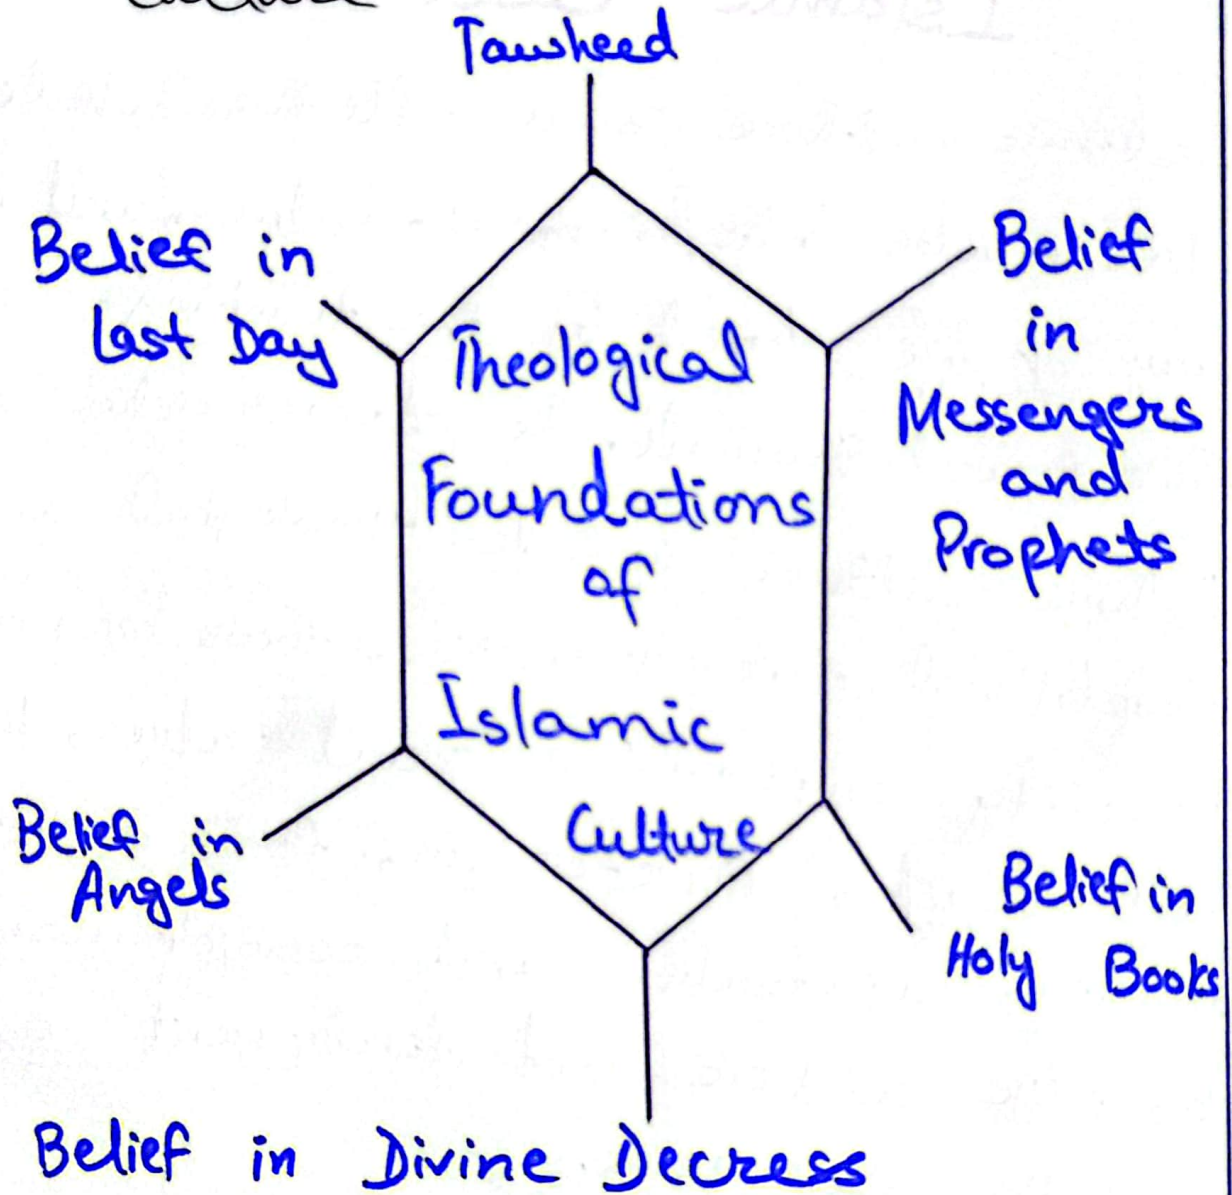 Culture
Tawheed
Belief in
Last Day
Belief
in
Messengers
and
Prophets
Theological
Foundations
of
Islamic
Culture
Belief in
Angels
Belief in
Holy Books
Belief in Divine Decress